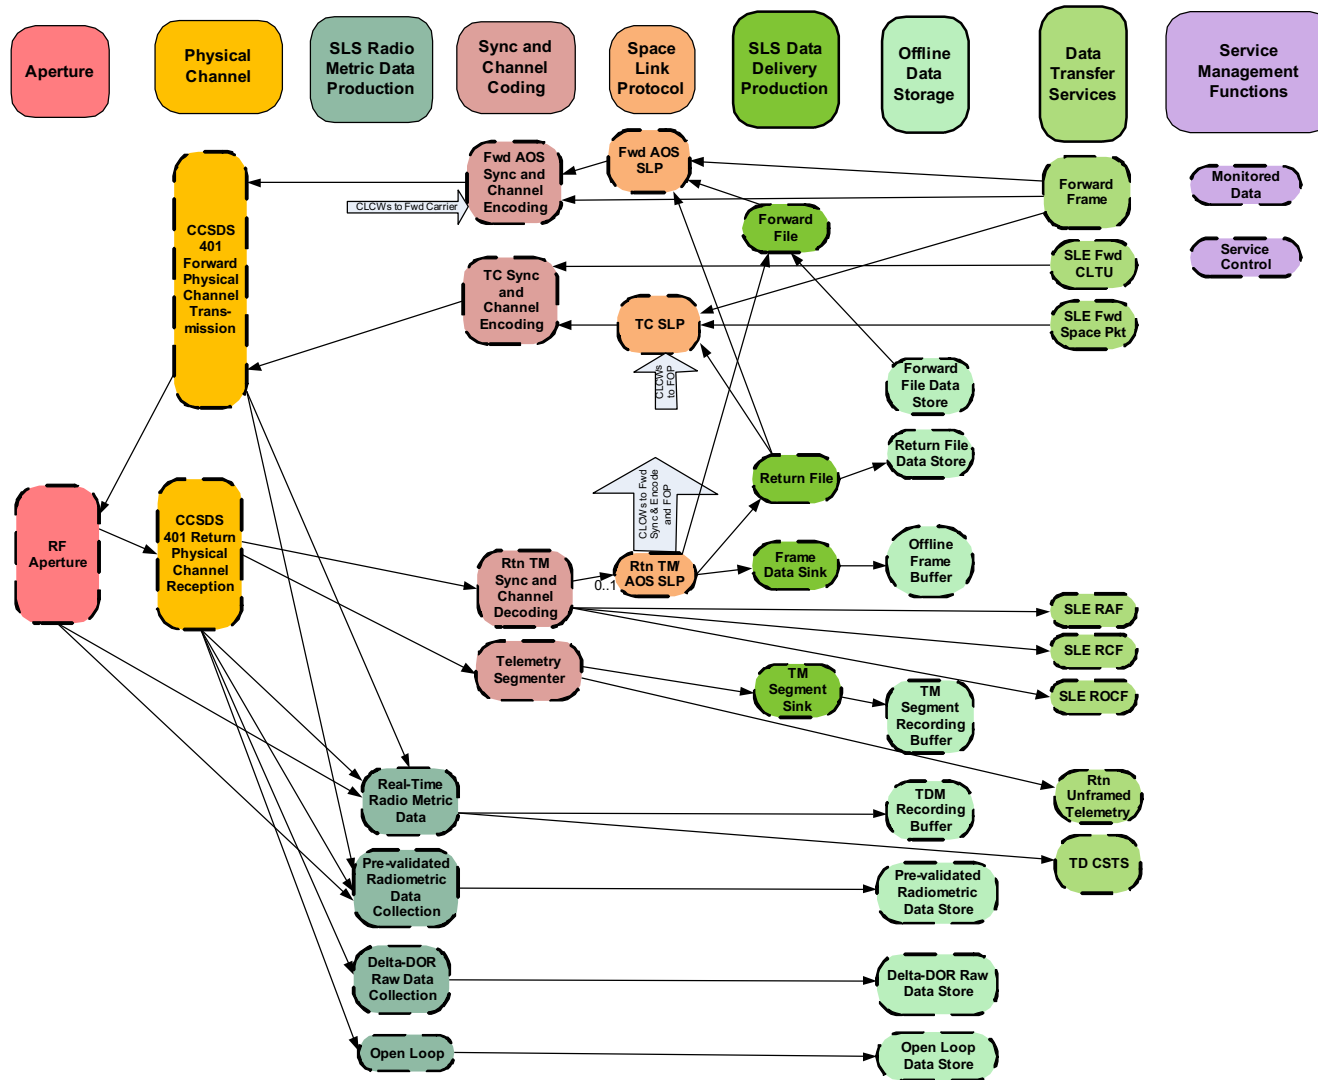 Aperture
Physical
Channel
SLS Radio
Metric Data
Production
Sync and
Channel
Coding
Space
Link
Protocol
SLS Data
Delivery
Production
Offline
Data
Storage
Data
Transfer
Services
Service
Management
Functions
CCSDS
401
Forward
Physical
Channel
Trans-
mission
Fwd AOS
Sync and
Channel
Encoding
CLCWs to Fwd Carrier
Fwd AOS
SLP
Forward
File
Forward
Frame
Monitored
Data
Service
Control
TC Sync
and
Channel
Encoding
TC SLP
CLCWs
to FOP
SLE Fwd
CLTU
SLE Fwd
Space Pkt
Forward
File Data
Store
Return File
Data Store
Return File
CLCWs to Fwd
Sync & Encode
and FOP
RF
Aperture
CCSDS
401 Return
Physical
Channel
Reception
Rtn TM
Sync and
Channel
Decoding
0..1
Rtn TM/
AOS SLP
Frame
Data Sink
Offline
Frame
Buffer
SLE RAF
SLE RCF
SLE ROCF
Telemetry
Segmenter
TM
Segment
Sink
TM
Segment
Recording
Buffer
Real-Time
Radio Metric
Data
TDM
Recording
Buffer
Rtn
Unframed
Telemetry
TD CSTS
Pre-validated
Radiometric
Data
Collection
Pre-validated
Radiometric
Data Store
Delta-DOR
Raw Data
Collection
Delta-DOR Raw
Data Store
Open Loop
Open Loop
Data Store